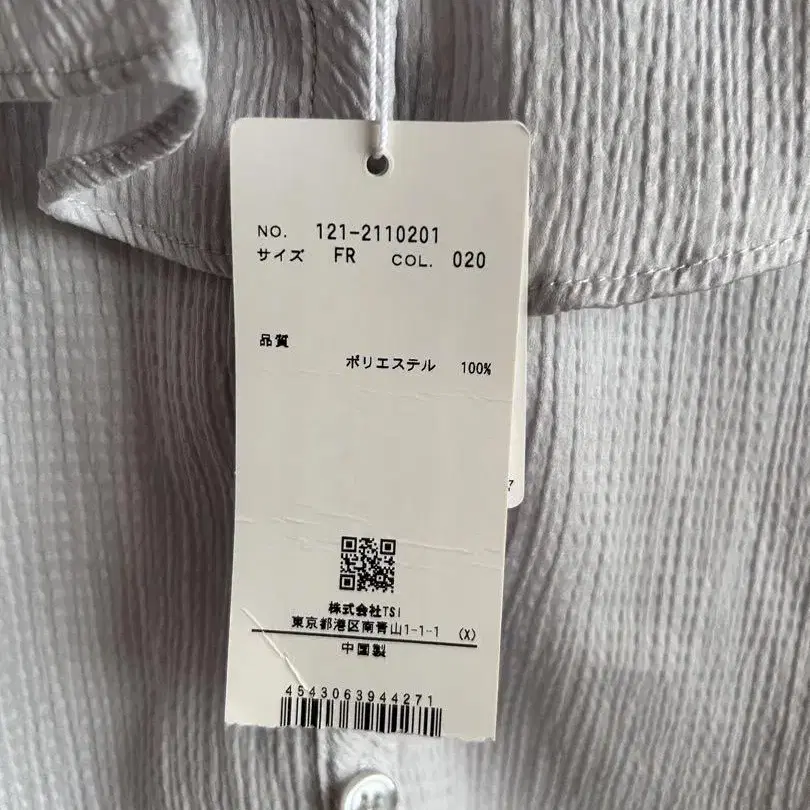 NO. 121-2110201
サイズ FR COL. 020
品質
ポリエステル 100%
株式会社TSI
東京都港区南青山1-1-1 (X)
中国製
4543063944271
7